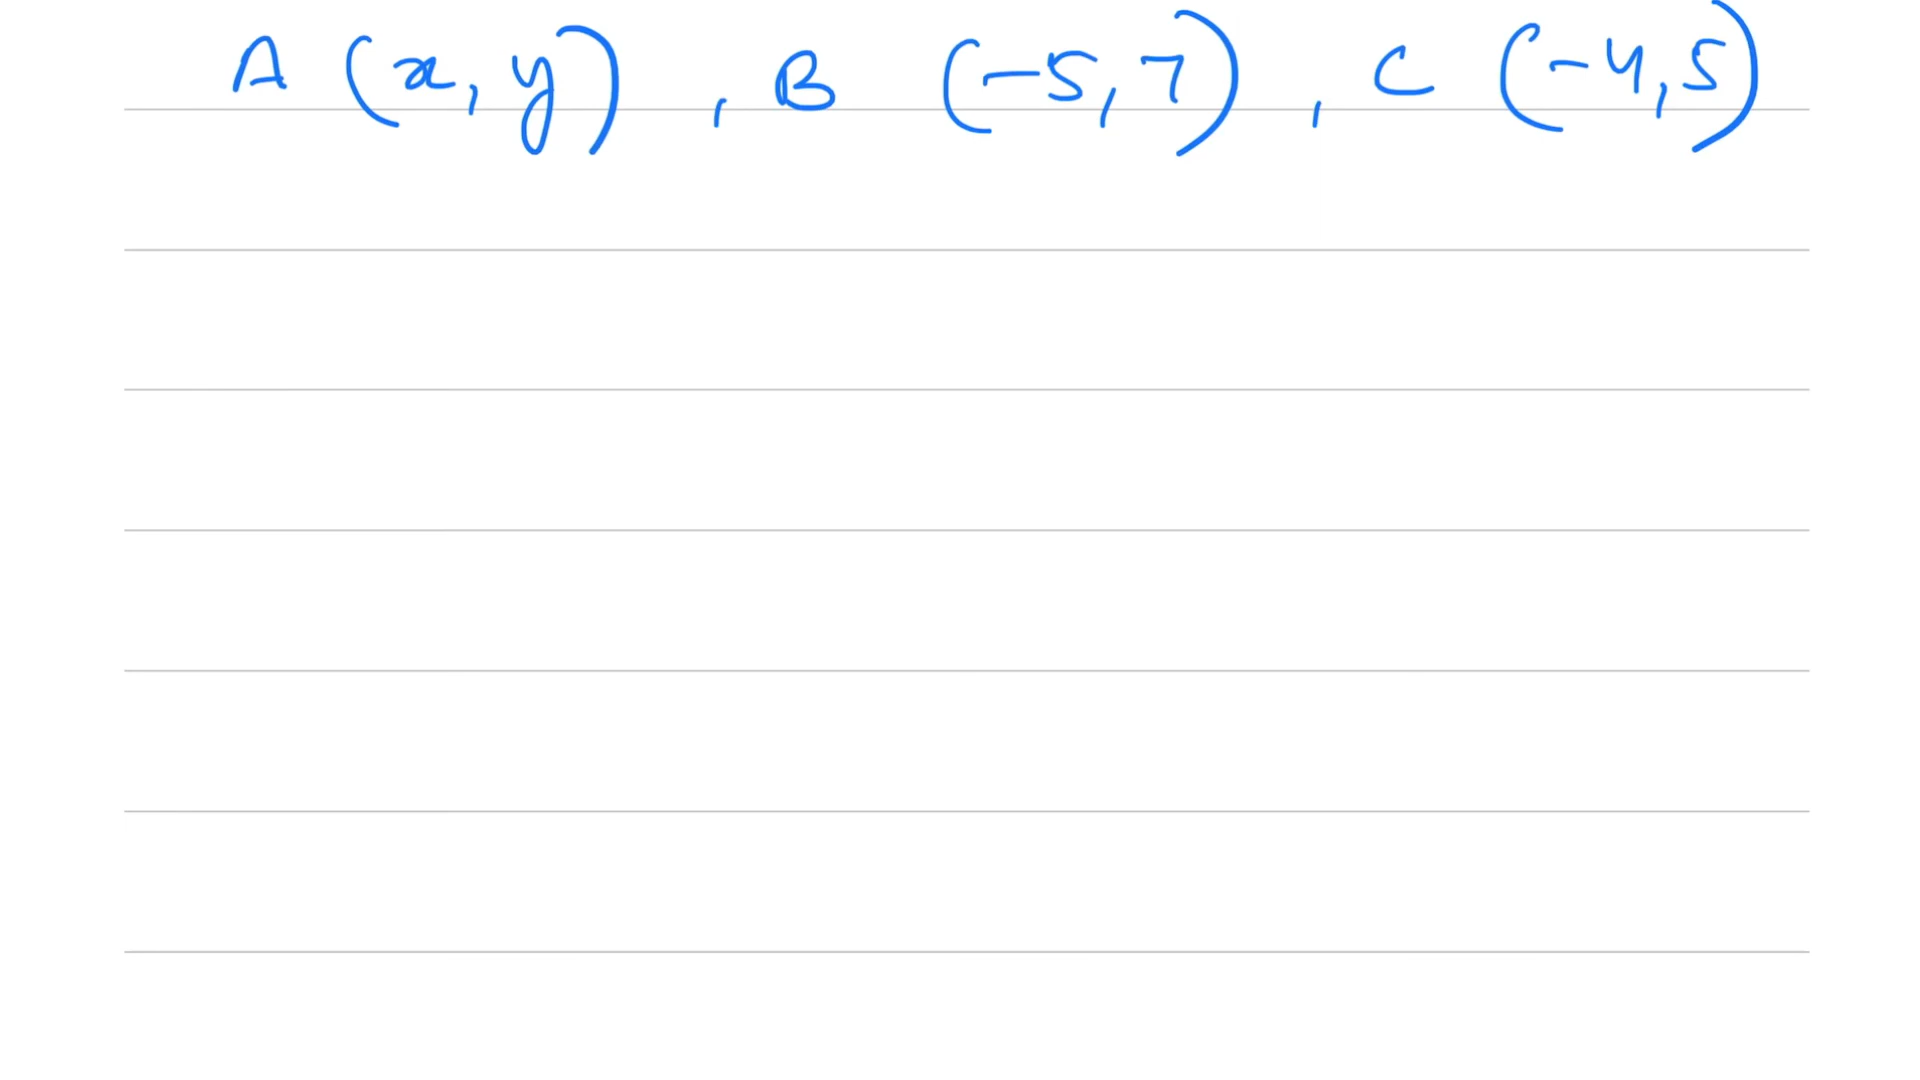 A (x, y) , B (-5, 7) , C (-4, 5)